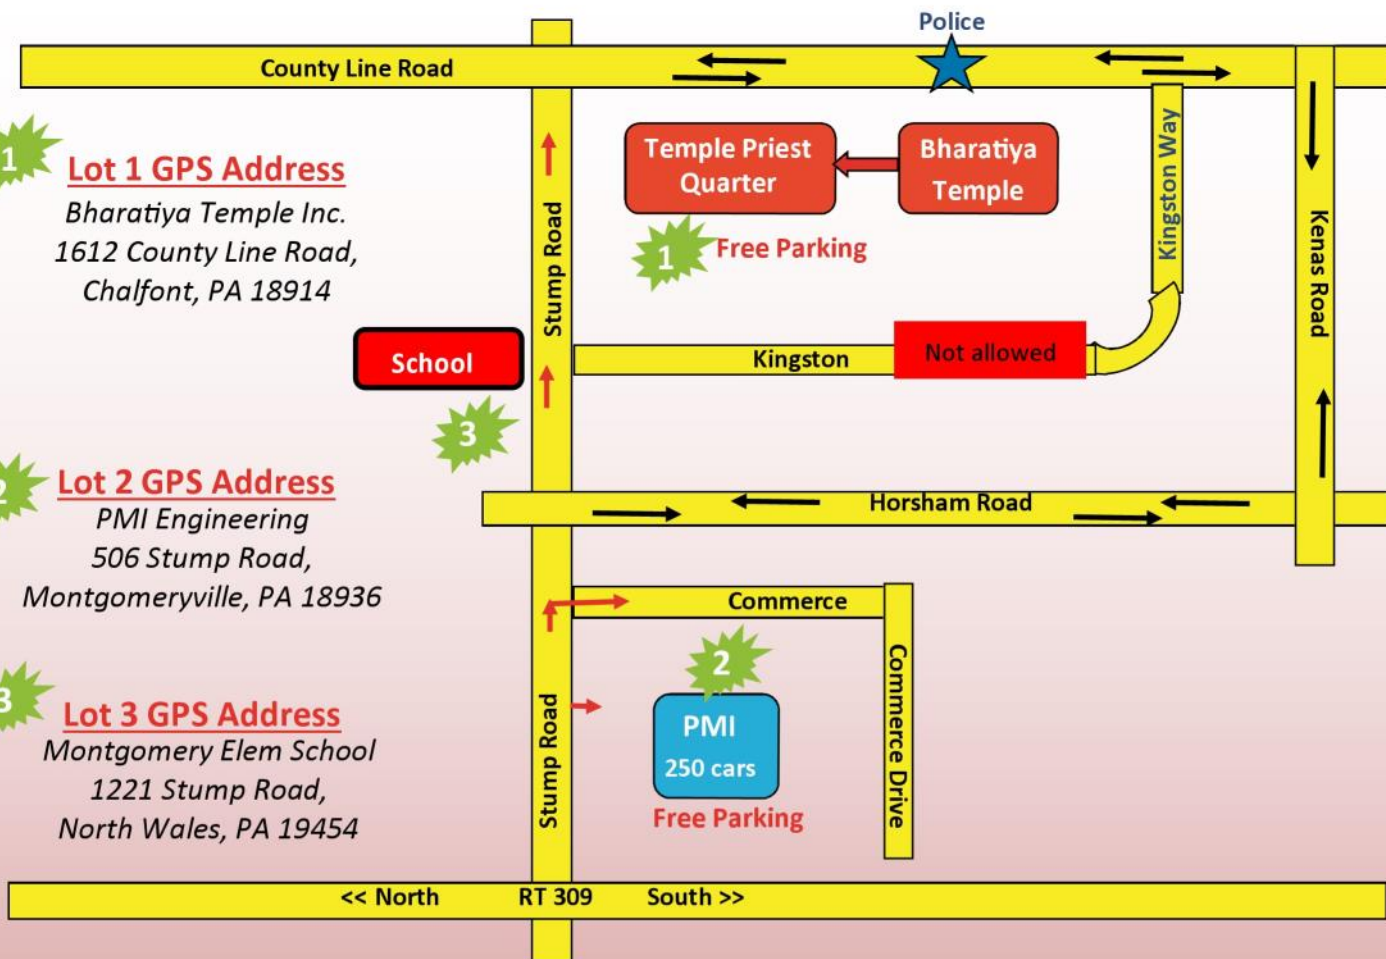 Police
County Line Road
1
Lot 1 GPS Address
Bharatiya Temple Inc.
1612 County Line Road,
Chalfont, PA 18914
Stump Road
Temple Priest
Quarter
Bharatiya
Temple
1
Free Parking
Kingston Way
Kenas Road
School
Kingston
Not allowed
3
2
Lot 2 GPS Address
PMI Engineering
506 Stump Road,
Montgomeryville, PA 18936
Horsham Road
Commerce
2
PMI
250 cars
Free Parking
Commerce Drive
Stump Road
3
Lot 3 GPS Address
Montgomery Elem School
1221 Stump Road,
North Wales, PA 19454
<< North RT 309 South >>